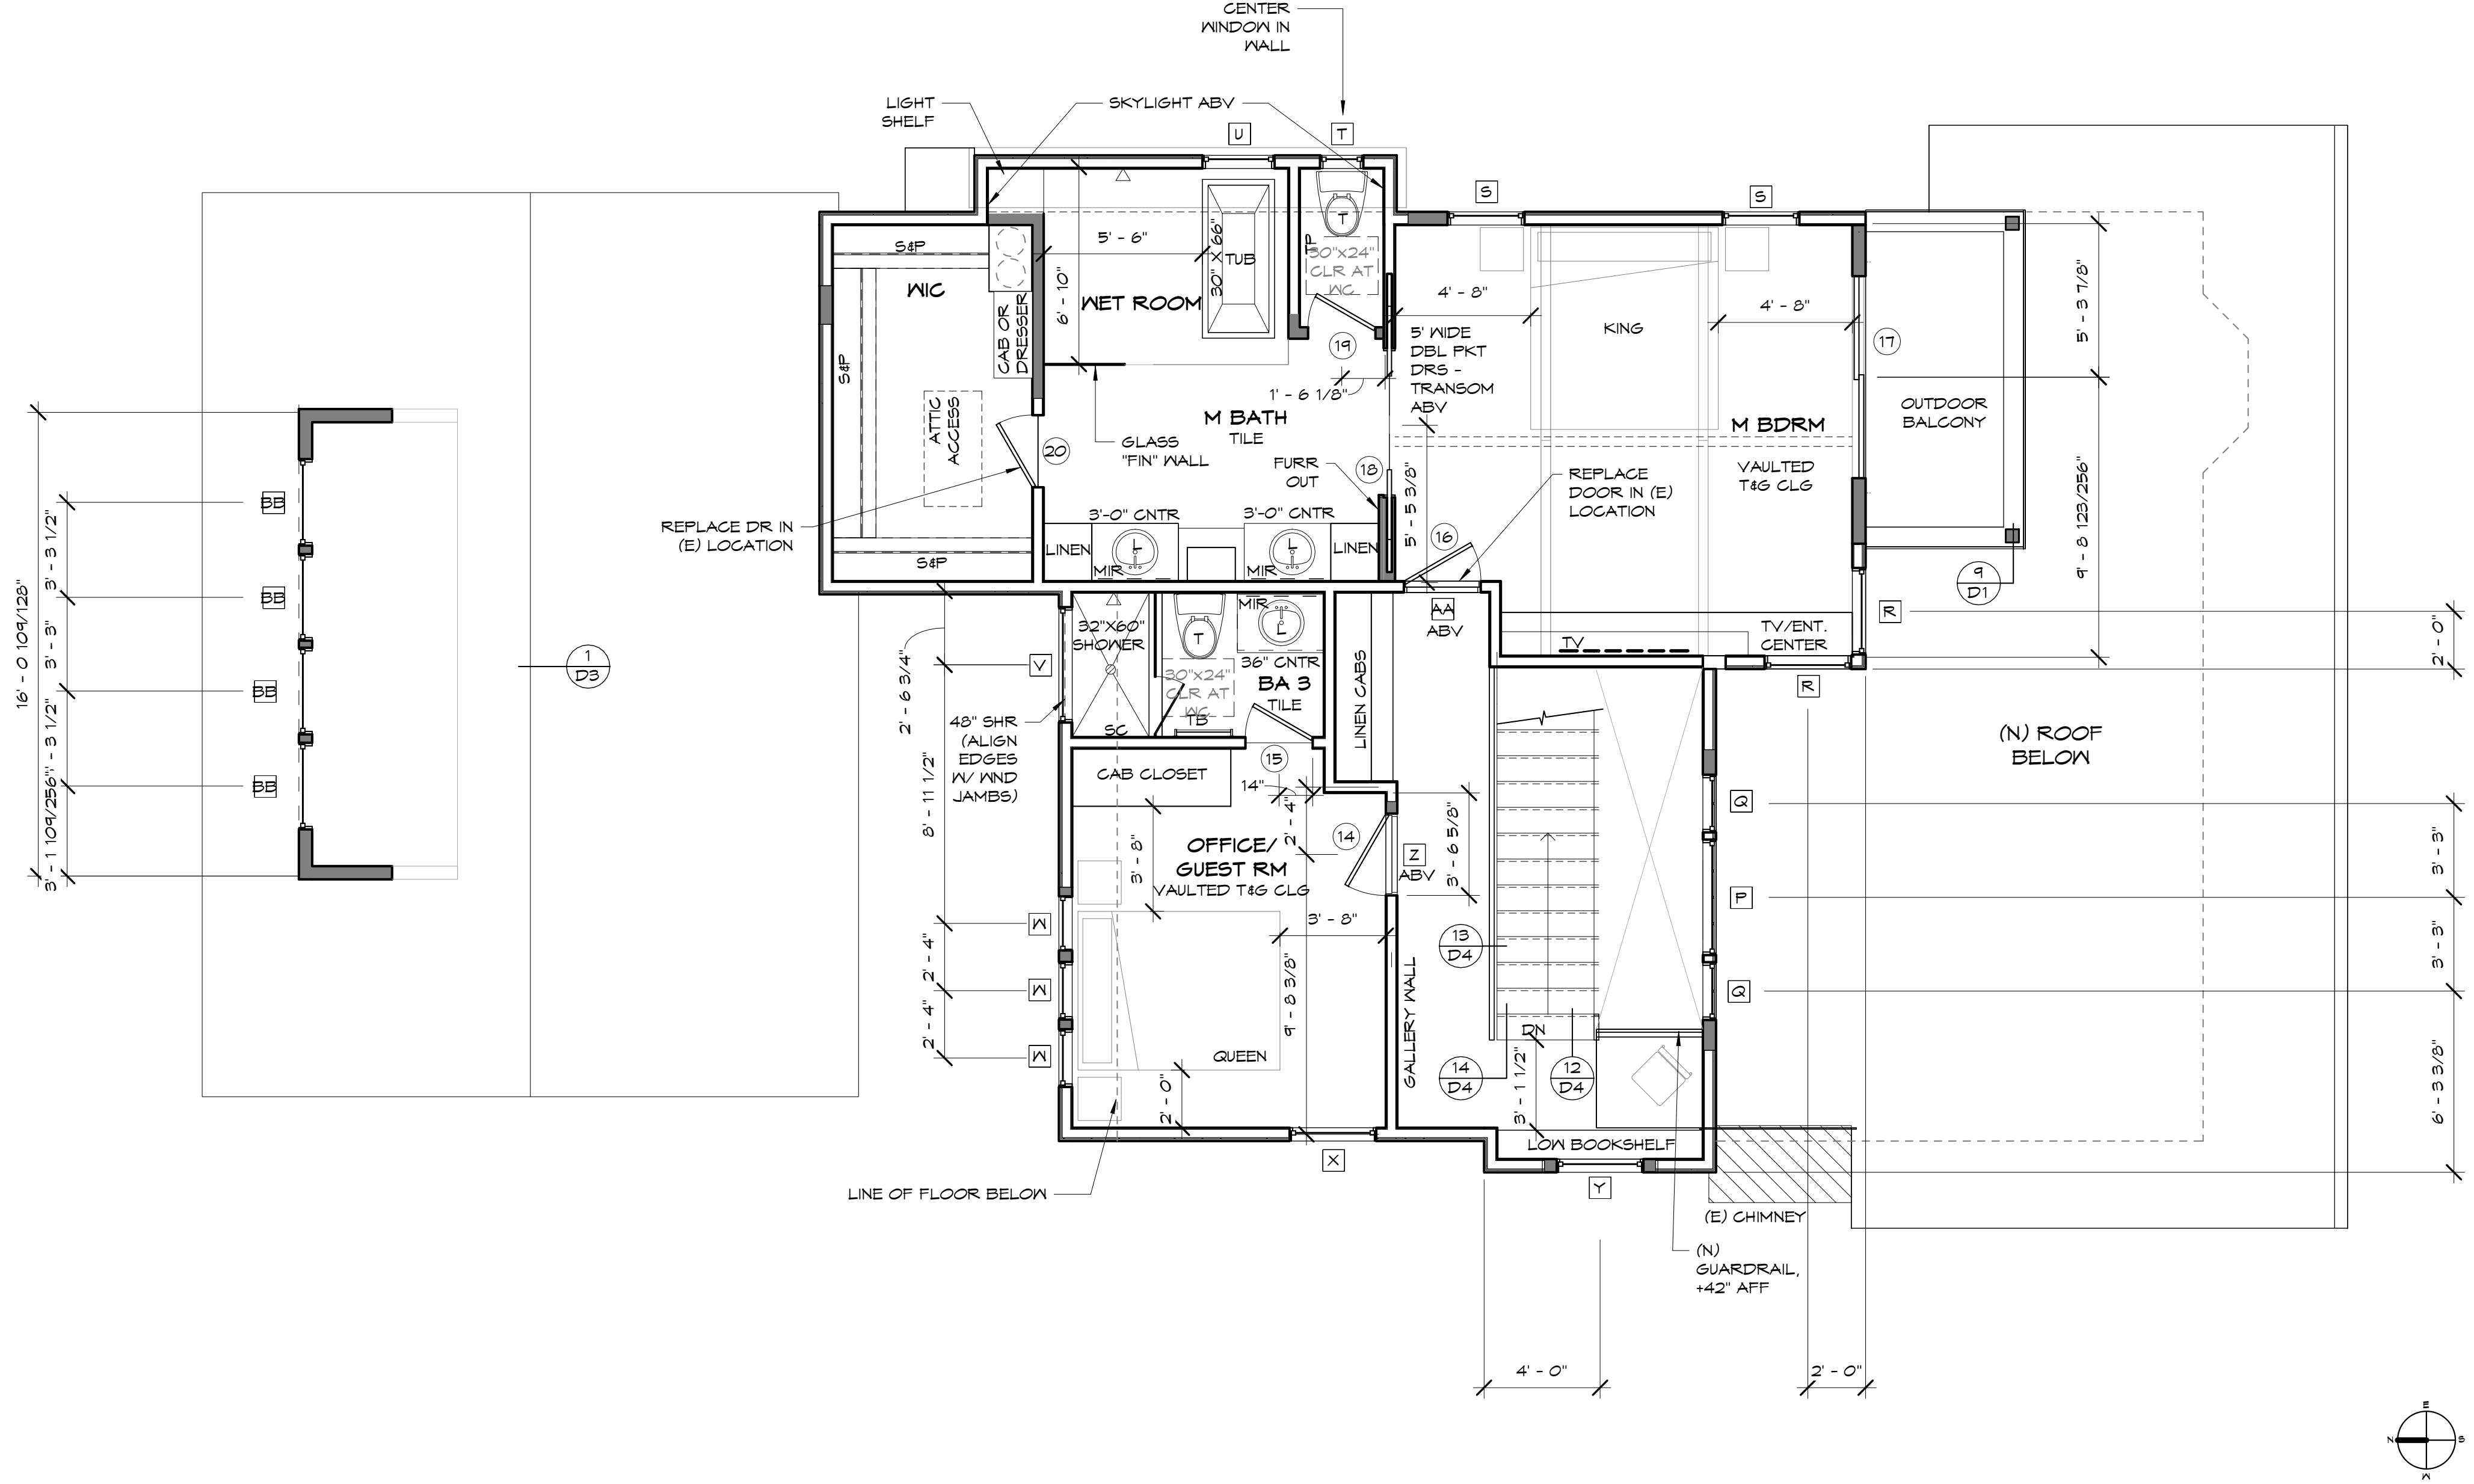 CENTER
WINDOW IN
WALL
LIGHT
SHELF
SKYLIGHT ABV
U
T
S
S
S&P
5' - 6"
30" X 66"
TUB
T
TP
30"x24"
CLR AT
WC
WIC
CAB OR
DRESSER
6' - 10"
WET ROOM
4' - 8"
KING
4' - 8"
5' - 3 7/8"
19
5' WIDE
DBL PKT
DRS -
TRANSOM
ABV
17
S&P
1' - 6 1/8"
ATTIC
ACCESS
M BATH
TILE
M BDRM
OUTDOOR
BALCONY
20
GLASS
"FIN" WALL
FURR
OUT
18
5' - 5 3/8"
REPLACE
DOOR IN (E)
LOCATION
VAULTED
T&G CLG
9' - 8 123/256"
REPLACE DR IN
(E) LOCATION
3'-0" CNTR
3'-0" CNTR
LINEN
L
MIR
L
MIR
LINEN
16
S&P
9
D1
16' - 0 109/128"
3' - 3 1/2"
3' - 3"
3' - 3 1/2"
3' - 1 109/256"
BB
BB
BB
BB
1
D3
AA
ABV
R
TV/ENT.
CENTER
TV
2' - 0"
R
32"X60"
SHOWER
T
MIR
L
36" CNTR
BA 3
TILE
30"x24"
CLR AT
WC
TB
SC
V
2' - 6 3/4"
48" SHR
(ALIGN
EDGES
W/ WND
JAMBS)
LINEN CABS
(N) ROOF
BELOW
15
CAB CLOSET
14"
2' - 4"
8' - 11 1/2"
14
Z
ABV
3' - 6 5/8"
Q
OFFICE/
GUEST RM
VAULTED T&G CLG
3' - 8"
3' - 8"
3' - 3"
P
W
W
W
2' - 4"
2' - 4"
13
D4
3' - 3"
9' - 8 3/8"
GALLERY WALL
Q
QUEEN
DN
14
D4
12
D4
2' - 0"
3' - 1 1/2"
6' - 3 3/8"
LOW BOOKSHELF
X
Y
LINE OF FLOOR BELOW
(E) CHIMNEY
(N)
GUARDRAIL,
+42" AFF
4' - 0"
2' - 0"
E
N
S
W